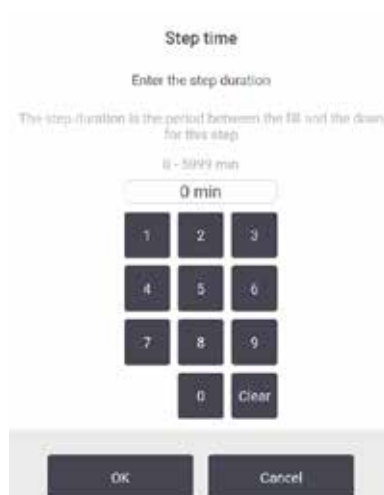 Step time
Enter the step duration
The step duration is the period between the fill and the down
for this step
0 - 5999 min
0 min
1 2 3
4 5 6
7 8 9
0 Clear
OK Cancel